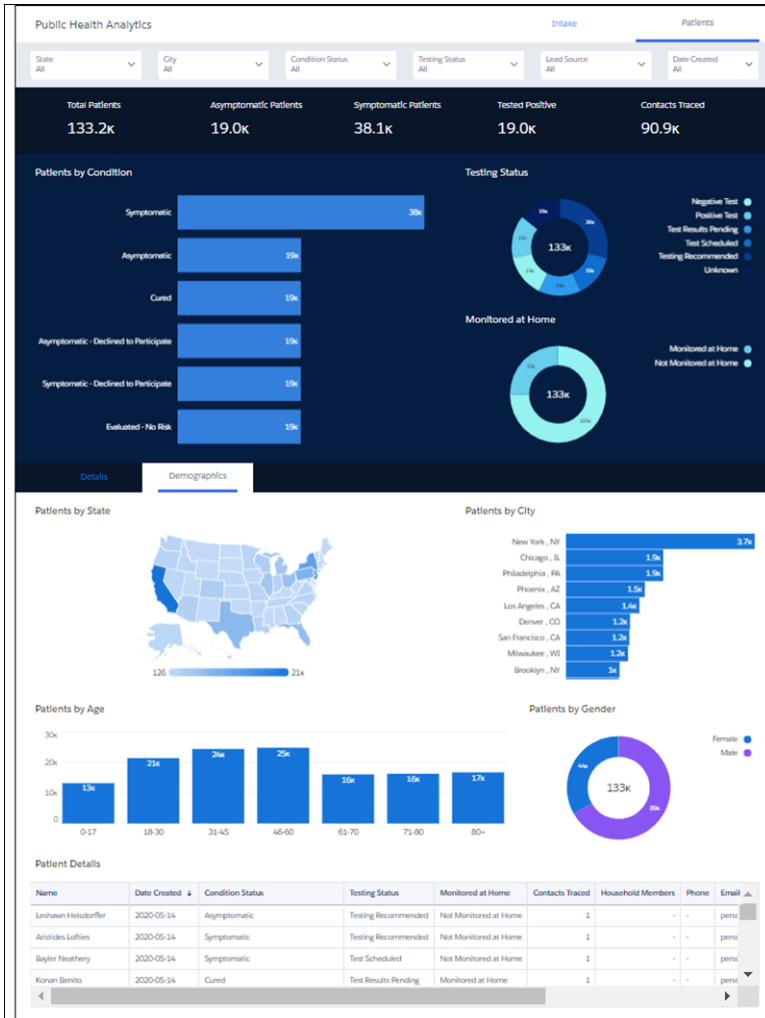 Public Health Analytics
Intake
Patients
State
All
City
All
Condition Status
All
Testing Status
All
Lead Source
All
Date Created
All
Total Patients
133.2K
Asymptomatic Patients
19.0K
Symptomatic Patients
38.1K
Tested Positive
19.0K
Contacts Traced
90.9K
Patients by Condition
Symptomatic
38K
Asymptomatic
19K
Cured
19K
Asymptomatic - Declined to Participate
19K
Symptomatic - Declined to Participate
19K
Evaluated - No Risk
19K
Testing Status
133K
Negative Test
Positive Test
Test Results Pending
Test Scheduled
Testing Recommended
Unknown
Monitored at Home
133K
Monitored at Home
Not Monitored at Home
Details
Demographics
Patients by State
126
21K
Patients by City
New York , NY 3.7K
Chicago , IL 1.9K
Philadelphia , PA 1.9K
Phoenix , AZ 1.5K
Los Angeles , CA 1.4K
Denver , CO 1.2K
San Francisco , CA 1.2K
Milwaukee , WI 1.2K
Brooklyn , NY 1K
Patients by Age
30K
20K
10K
0
13K
21K
24K
25K
16K
16K
17K
0-17
18-30
31-45
46-60
61-70
71-80
80+
Patients by Gender
44K
133K
89K
Female
Male
Patient Details
Name Date Created Condition Status Testing Status Monitored at Home Contacts Traced Household Members Phone Email
Leshawn Heisdorffer 2020-05-14 Asymptomatic Testing Recommended Not Monitored at Home 1 - -
Aristides Lofties 2020-05-14 Symptomatic Testing Recommended Not Monitored at Home 1 - -
Bayler Neathery 2020-05-14 Symptomatic Test Scheduled Not Monitored at Home 1 - -
Konan Benito 2020-05-14 Cured Test Results Pending Monitored at Home 1 - -